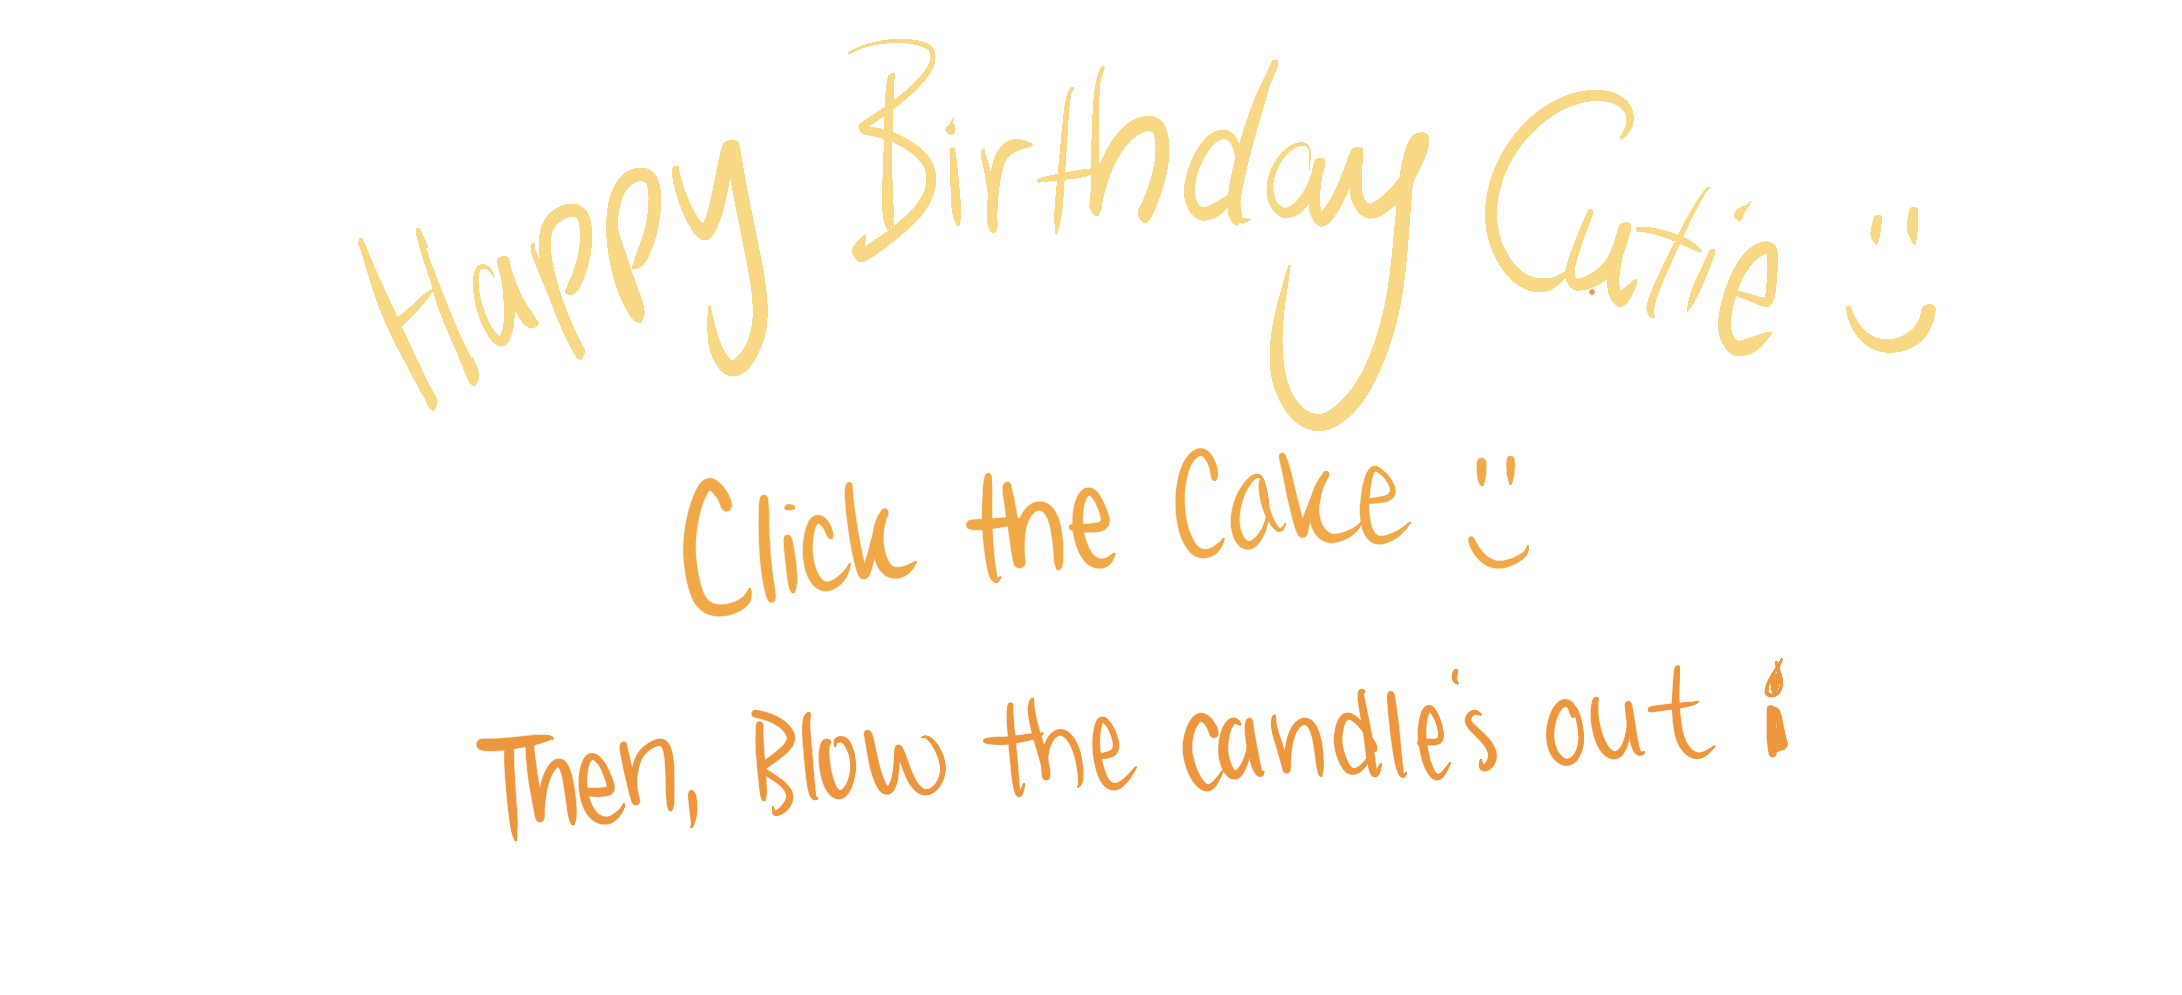 Happy Birthday Cutie
Click the Cake
Then, Blow the candle's out